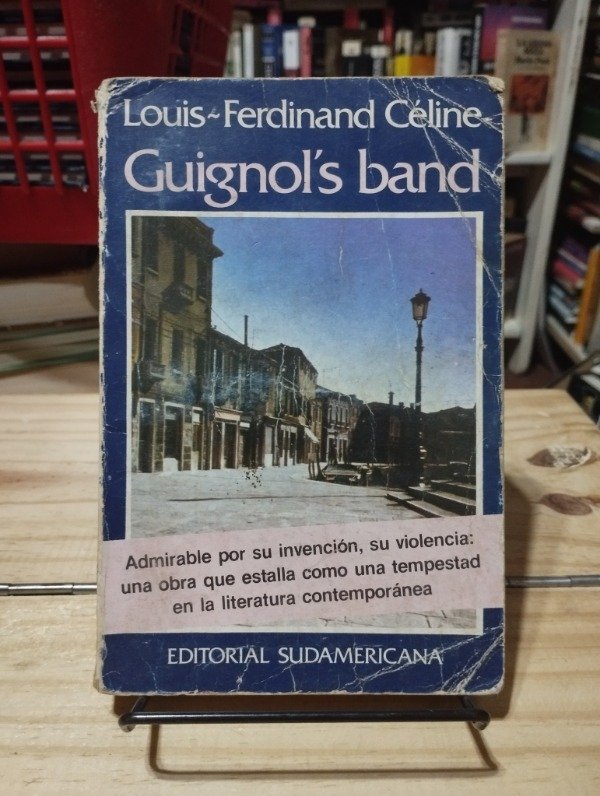 Louis-Ferdinand Céline
Guignol's band
Admirable por su invención, su violencia:
una obra que estalla como una tempestad
en la literatura contemporánea
EDITORIAL SUDAMERICANA